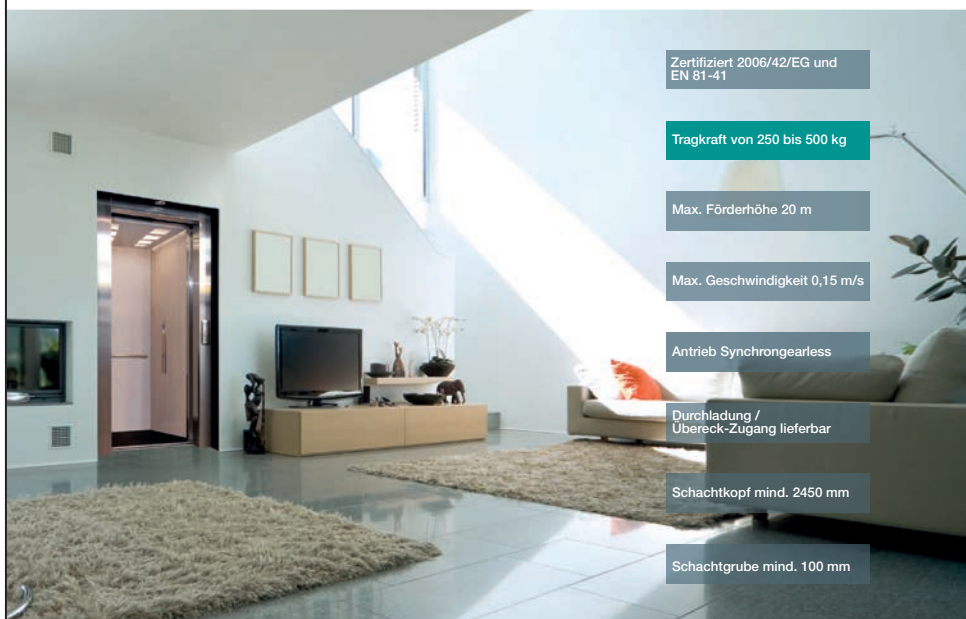 Zertifiziert 2006/42/EG und
EN 81-41
Tragkraft von 250 bis 500 kg
Max. Förderhöhe 20 m
Max. Geschwindigkeit 0,15 m/s
Antrieb Synchrongearless
Durchladung /
Übereck-Zugang lieferbar
Schachtkopf mind. 2450 mm
Schachtgrube mind. 100 mm